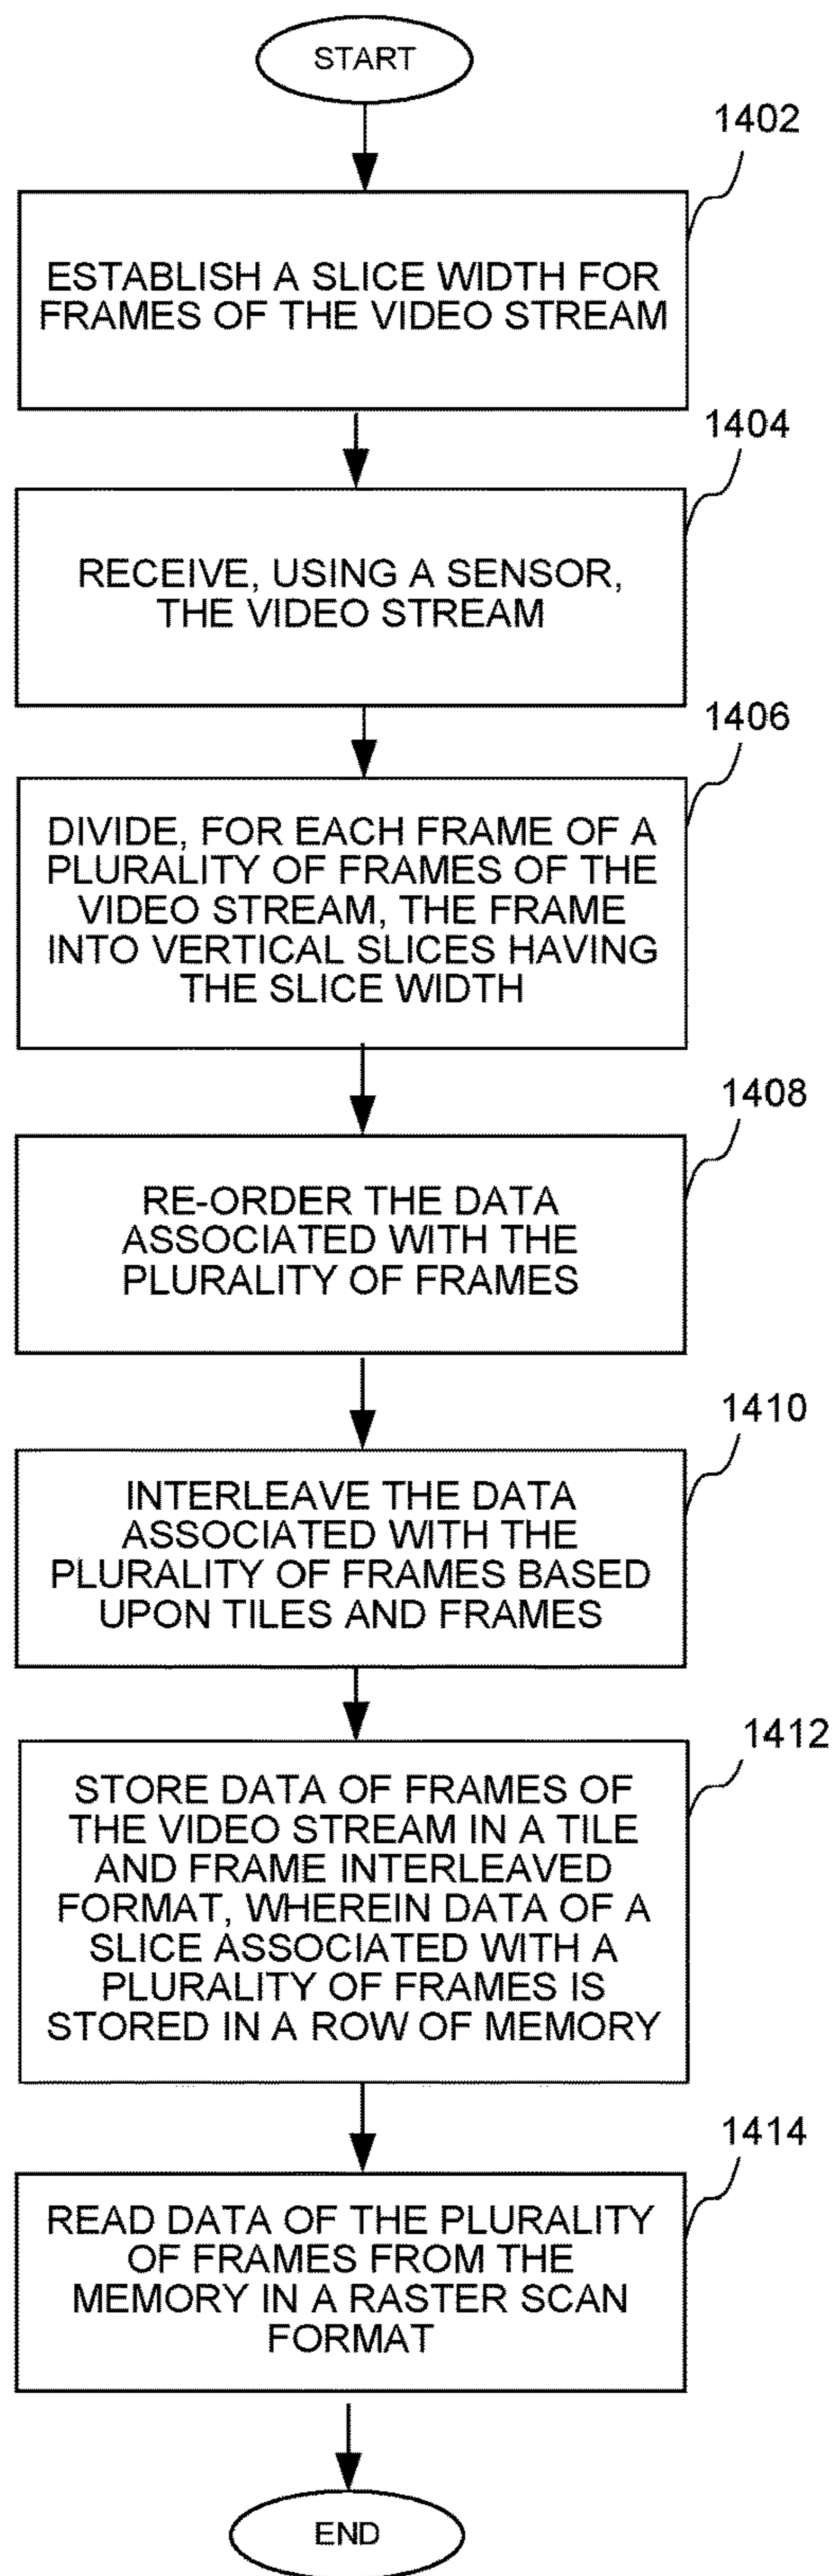 START
1402
ESTABLISH A SLICE WIDTH FOR
FRAMES OF THE VIDEO STREAM
1404
RECEIVE, USING A SENSOR,
THE VIDEO STREAM
1406
DIVIDE, FOR EACH FRAME OF A
PLURALITY OF FRAMES OF THE
VIDEO STREAM, THE FRAME
INTO VERTICAL SLICES HAVING
THE SLICE WIDTH
1408
RE-ORDER THE DATA
ASSOCIATED WITH THE
PLURALITY OF FRAMES
1410
INTERLEAVE THE DATA
ASSOCIATED WITH THE
PLURALITY OF FRAMES BASED
UPON TILES AND FRAMES
1412
STORE DATA OF FRAMES OF
THE VIDEO STREAM IN A TILE
AND FRAME INTERLEAVED
FORMAT, WHEREIN DATA OF A
SLICE ASSOCIATED WITH A
PLURALITY OF FRAMES IS
STORED IN A ROW OF MEMORY
1414
READ DATA OF THE PLURALITY
OF FRAMES FROM THE
MEMORY IN A RASTER SCAN
FORMAT
END